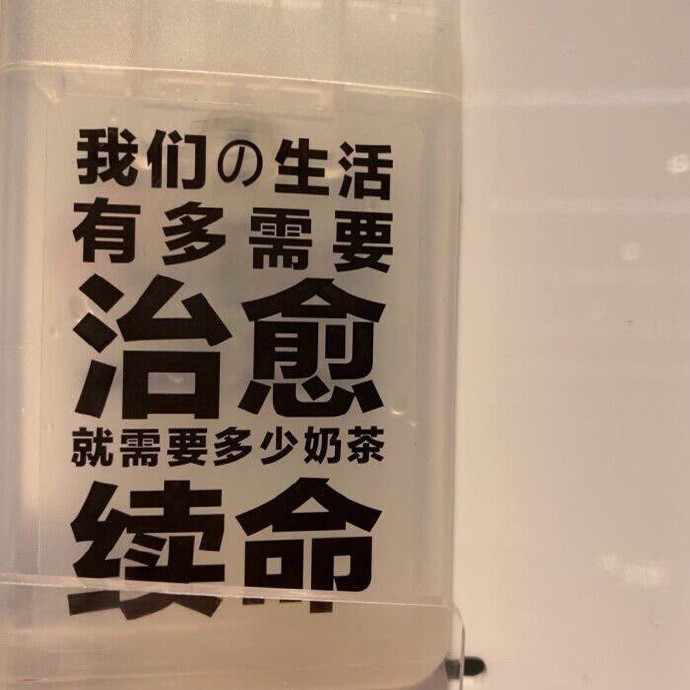 我们の生活
有多需要
治愈
就需要多少奶茶
续命